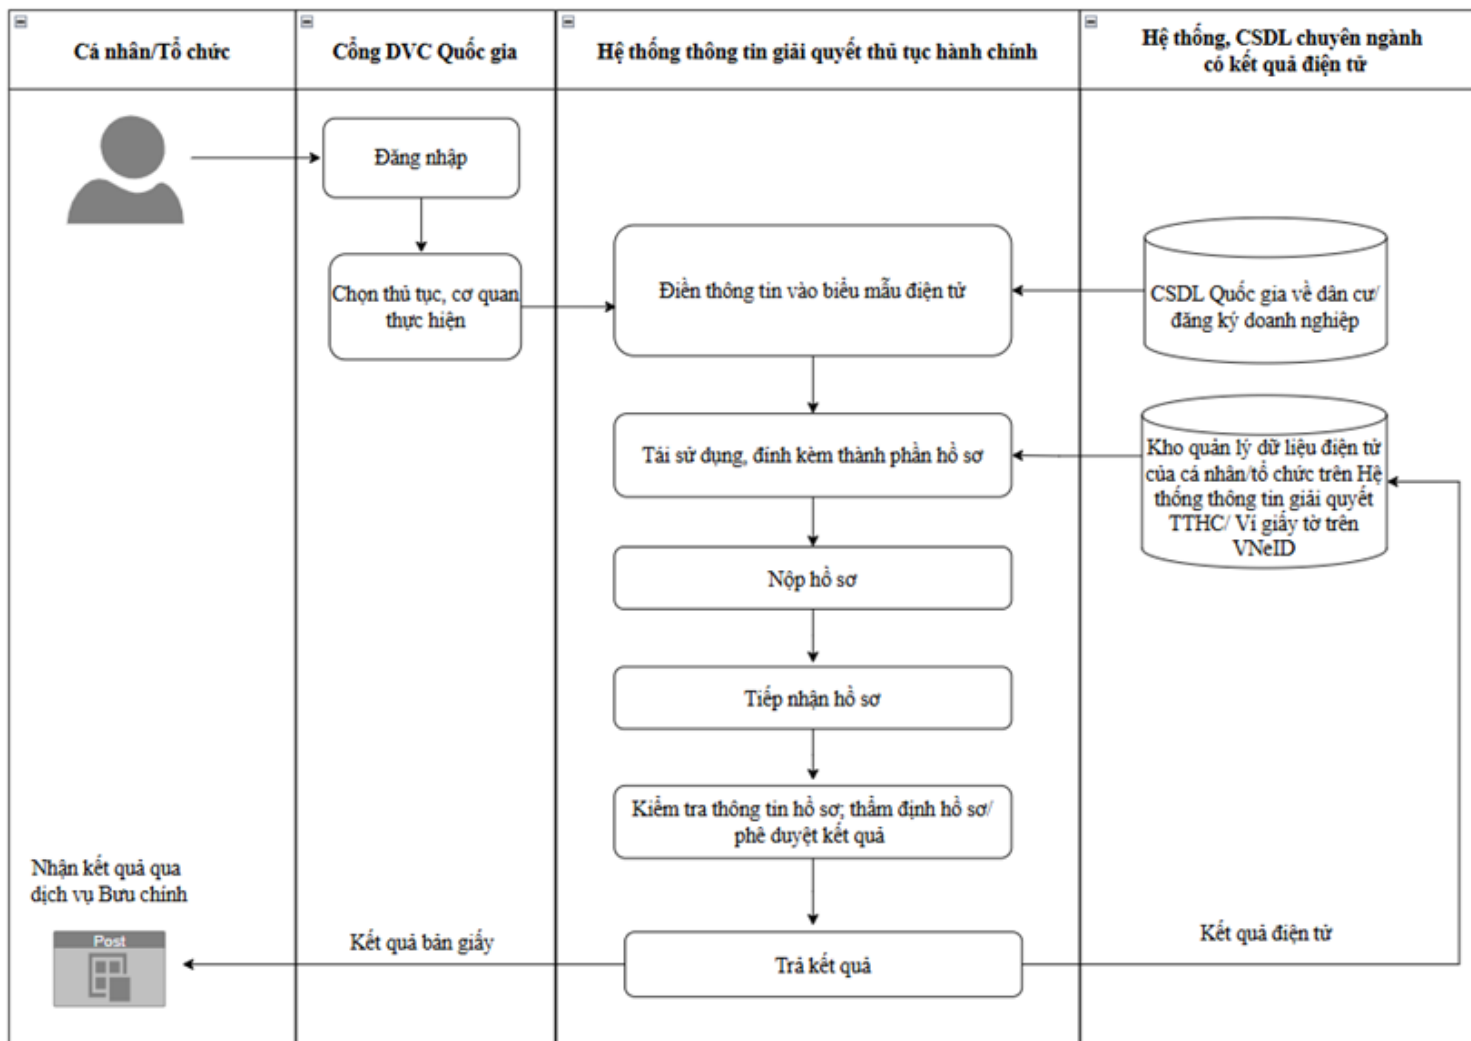 Cá nhân/Tổ chức
Cổng DVC Quốc gia
Hệ thống thông tin giải quyết thủ tục hành chính
Hệ thống, CSDL chuyên ngành
có kết quả điện tử
Đăng nhập
Chọn thủ tục, cơ quan
thực hiện
Điền thông tin vào biểu mẫu điện tử
CSDL Quốc gia về dân cư/
đăng ký doanh nghiệp
Tái sử dụng, đính kèm thành phần hồ sơ
Kho quản lý dữ liệu điện tử
của cá nhân/tổ chức trên Hệ
thống thông tin giải quyết
TTHC/ Ví giấy tờ trên
VNeID
Nộp hồ sơ
Tiếp nhận hồ sơ
Kiểm tra thông tin hồ sơ; thẩm định hồ sơ/
phê duyệt kết quả
Nhận kết quả qua
dịch vụ Bưu chính
Post
Kết quả bản giấy
Trả kết quả
Kết quả điện tử